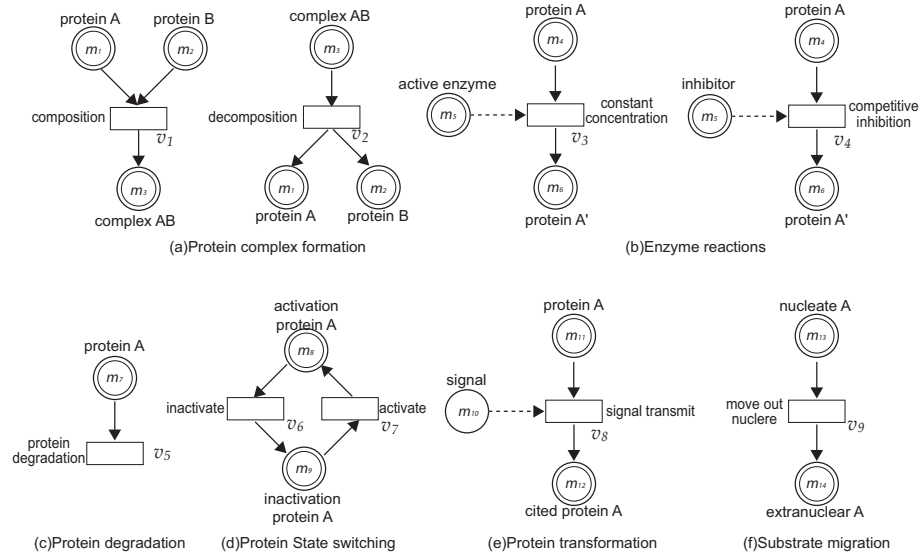 protein A protein B
m₁ m₂
composition
v₁
m₃
complex AB
complex AB
m₃
decomposition
v₂
m₁ m₂
protein A protein B
(a)Protein complex formation
protein A
m₄
active enzyme
m₅
constant
concentration
v₃
m₆
protein A'
protein A
m₄
inhibitor
m₅
competitive
inhibition
v₄
m₆
protein A'
(b)Enzyme reactions
protein A
m₇
protein
degradation
v₅
(c)Protein degradation
activation
protein A
m₈
inactivate
v₆
activate
v₇
m₉
inactivation
protein A
(d)Protein State switching
protein A
m₁₁
signal
m₁₀
signal transmit
v₈
m₁₂
cited protein A
(e)Protein transformation
nucleate A
m₁₃
move out
nuclere
v₉
m₁₄
extranuclear A
(f)Substrate migration